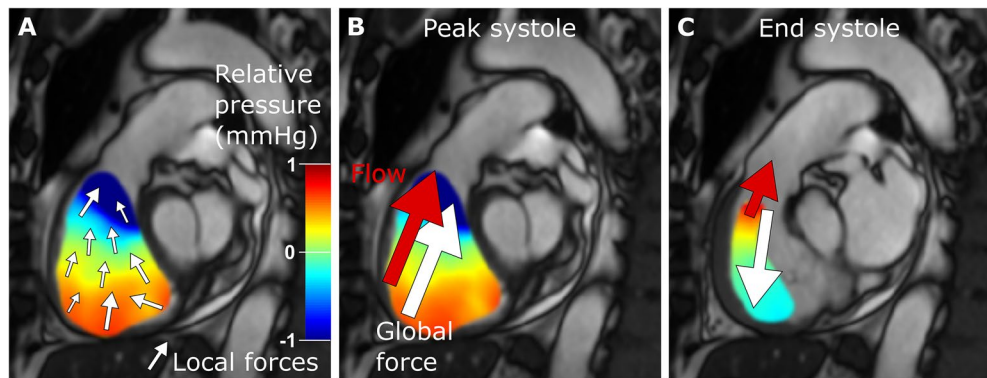 A
Relative
pressure
(mmHg)
1
0
-1
Local forces
B
Peak systole
Flow
Global
force
C
End systole